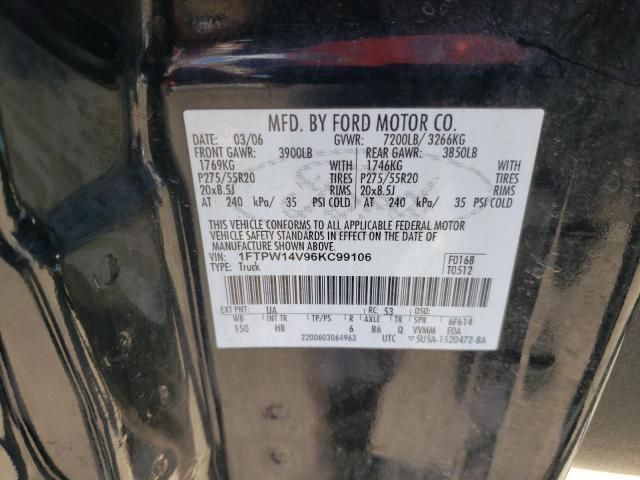 MFD. BY FORD MOTOR CO.
DATE: 03/06 GVWR: 7200LB/ 3266KG
FRONT GAWR: 3900LB REAR GAWR: 3850LB
1769KG WITH 1746KG WITH
P275/55R20 TIRES P275/55R20 TIRES
20x8.5J RIMS 20x8.5J RIMS
AT 240 kPa/ 35 PSI COLD AT 240 kPa/ 35 PSI COLD
THIS VEHICLE CONFORMS TO ALL APPLICABLE FEDERAL MOTOR
VEHICLE SAFETY STANDARDS IN EFFECT ON THE DATE OF
MANUFACTURE SHOWN ABOVE.
VIN: 1FTPW14V96KC99106 F0168
TYPE: Truck T0512
EXT PNT: UA RC: 53 DSO:
WB INT TR TP/PS R AXLE TR SPR 6F614
150 HB 6 B6 Q VVMM E0A
2200603064963 UTC 5U5A-1520472-BA